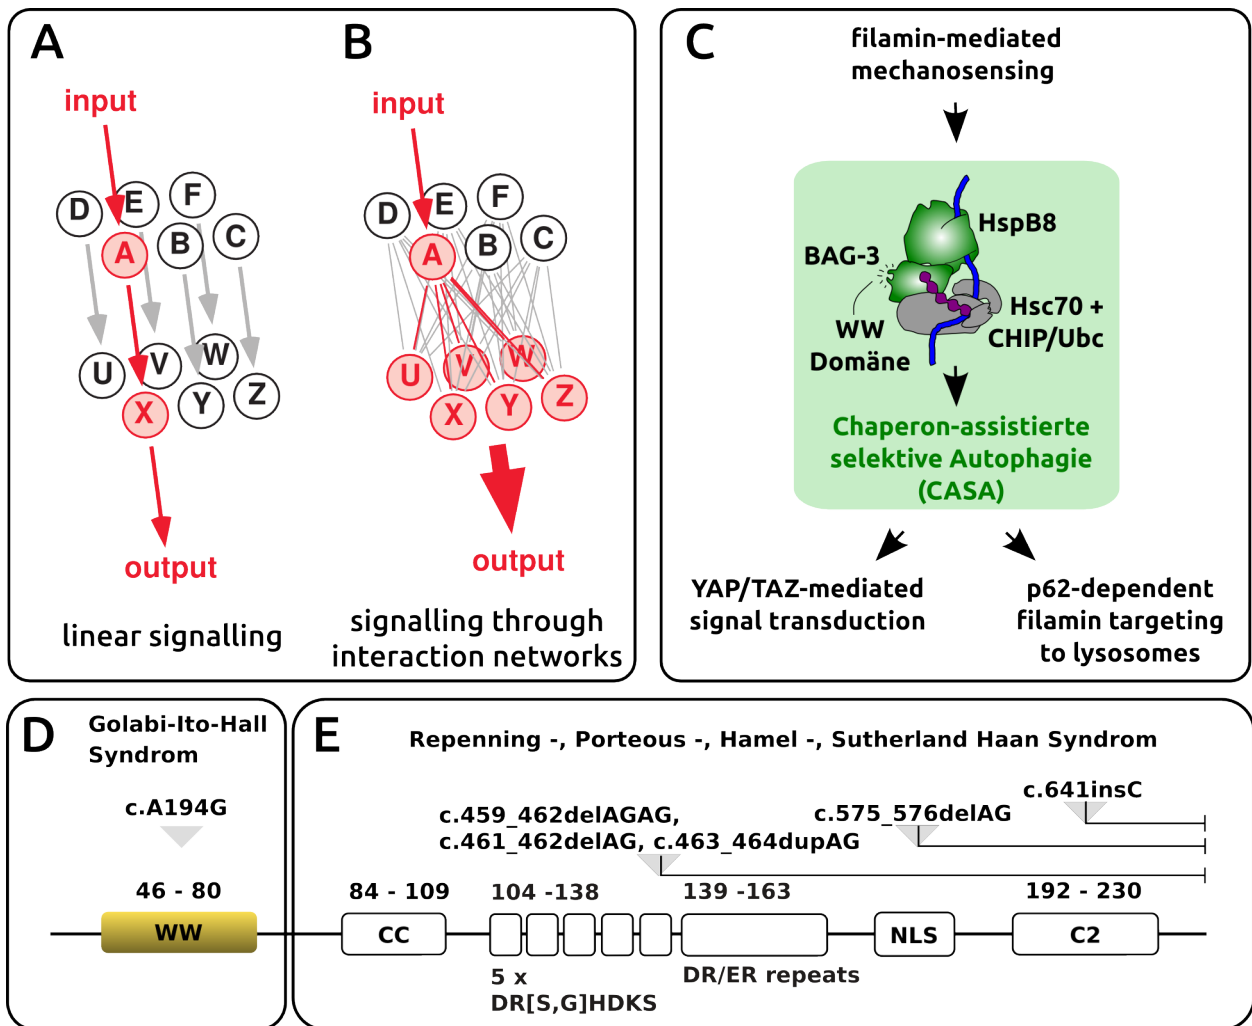 A
input
D
E
F
A
B
C
U
V
W
X
Y
Z
output
linear signalling
B
input
D
E
F
A
B
C
U
V
W
X
Y
Z
output
signalling through
interaction networks
C
filamin-mediated
mechanosensing
HspB8
BAG-3
WW
Domäne
Hsc70 +
CHIP/Ubc
Chaperon-assistierte
selektive Autophagie
(CASA)
YAP/TAZ-mediated
signal transduction
p62-dependent
filamin targeting
to lysosomes
D
Golabi-Ito-Hall
Syndrom
c.A194G
46 - 80
WW
E
Repenning -, Porteous -, Hamel -, Sutherland Haan Syndrom
c.641insC
c.575_576delAG
c.459_462delAGAG,
c.461_462delAG, c.463_464dupAG
84 - 109
104 -138
139 -163
192 - 230
CC
NLS
C2
5 x
DR[S,G]HDKS
DR/ER repeats